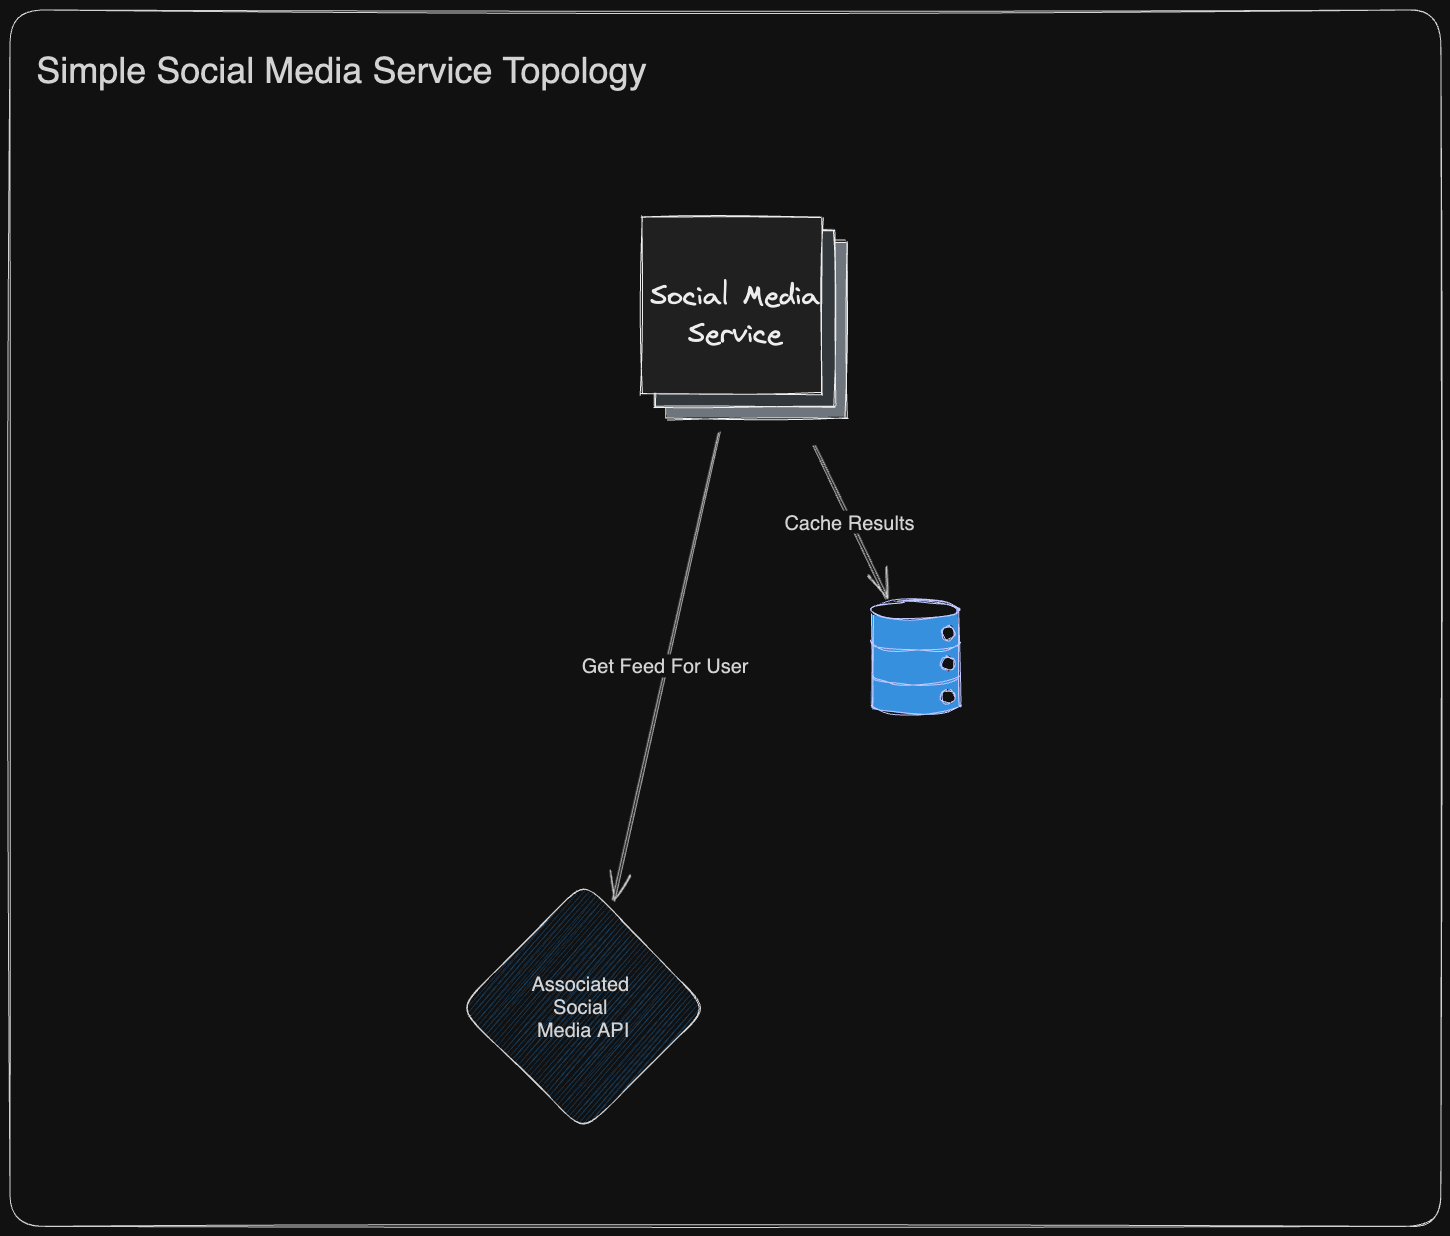 Simple Social Media Service Topology
Social Media
Service
Cache Results
Get Feed For User
Associated
Social
Media API